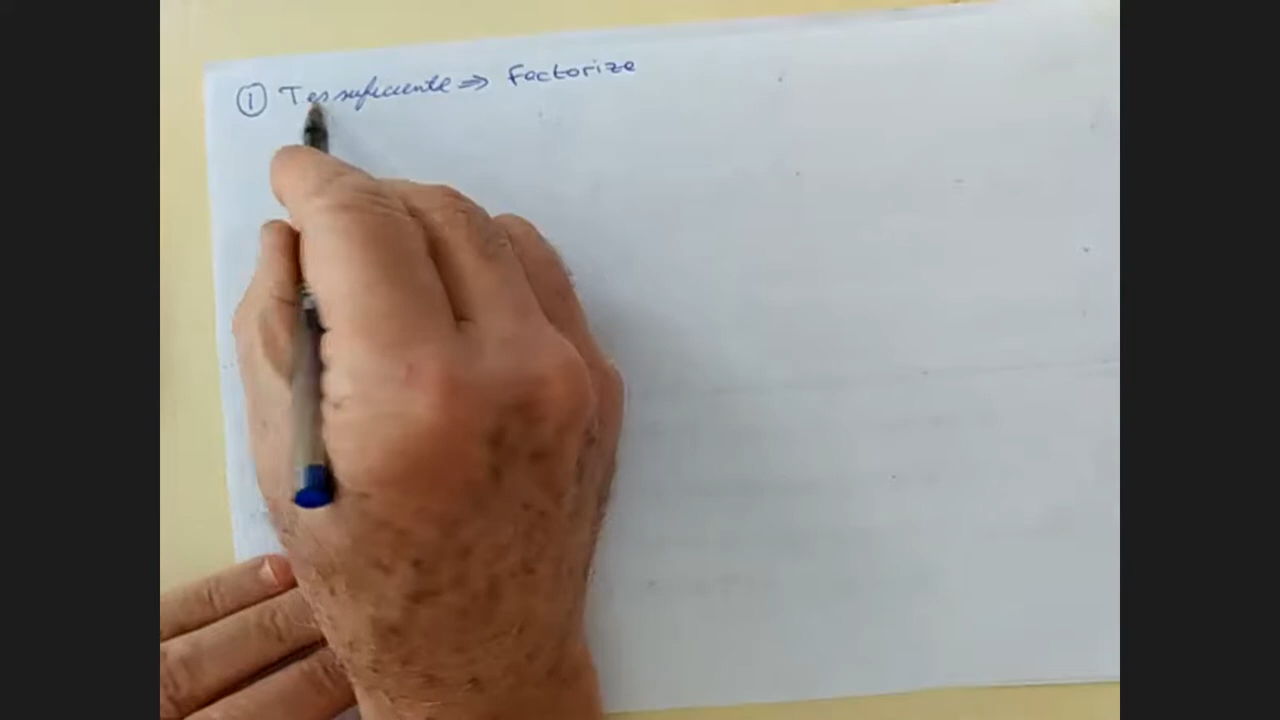 ① T es suficiente ⇒ Factorize